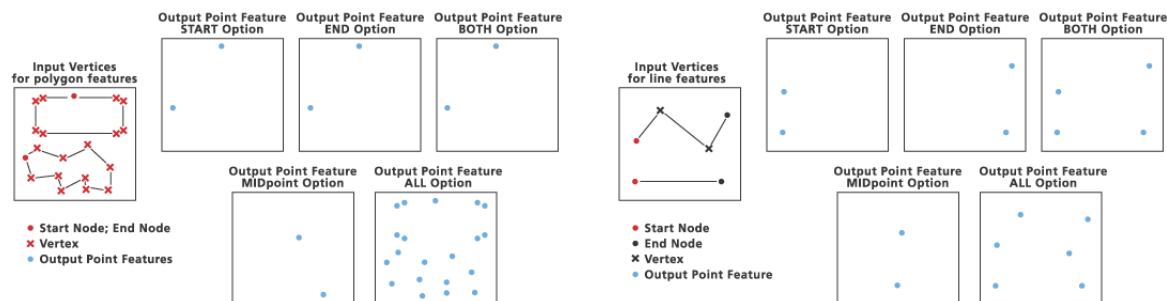 Output Point Feature
START Option
Output Point Feature
END Option
Output Point Feature
BOTH Option
Input Vertices
for polygon features
Output Point Feature
MIDpoint Option
Output Point Feature
ALL Option
Start Node; End Node
Vertex
Output Point Features
Output Point Feature
START Option
Output Point Feature
END Option
Output Point Feature
BOTH Option
Input Vertices
for line features
Output Point Feature
MIDpoint Option
Output Point Feature
ALL Option
Start Node
End Node
Vertex
Output Point Feature